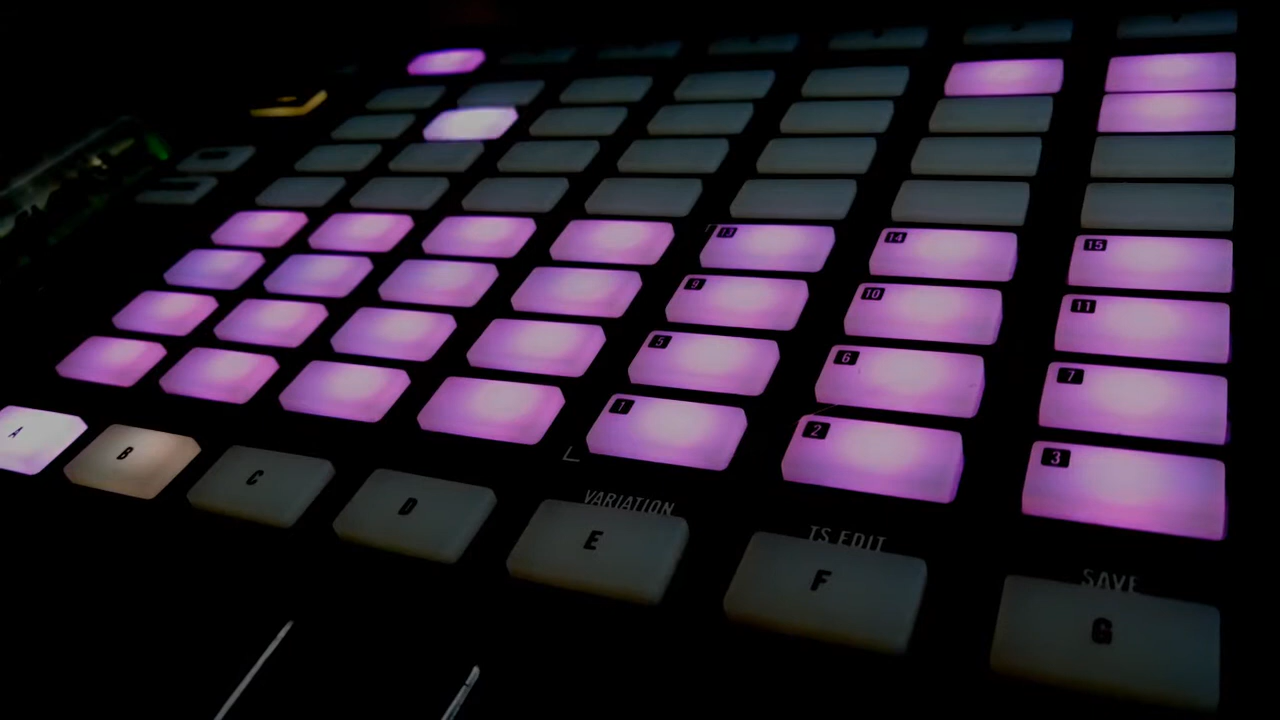 13 14 15
9 10 11
5 6 7
1 2 3
A B C D E F G
VARIATION
TS EDIT
SAVE